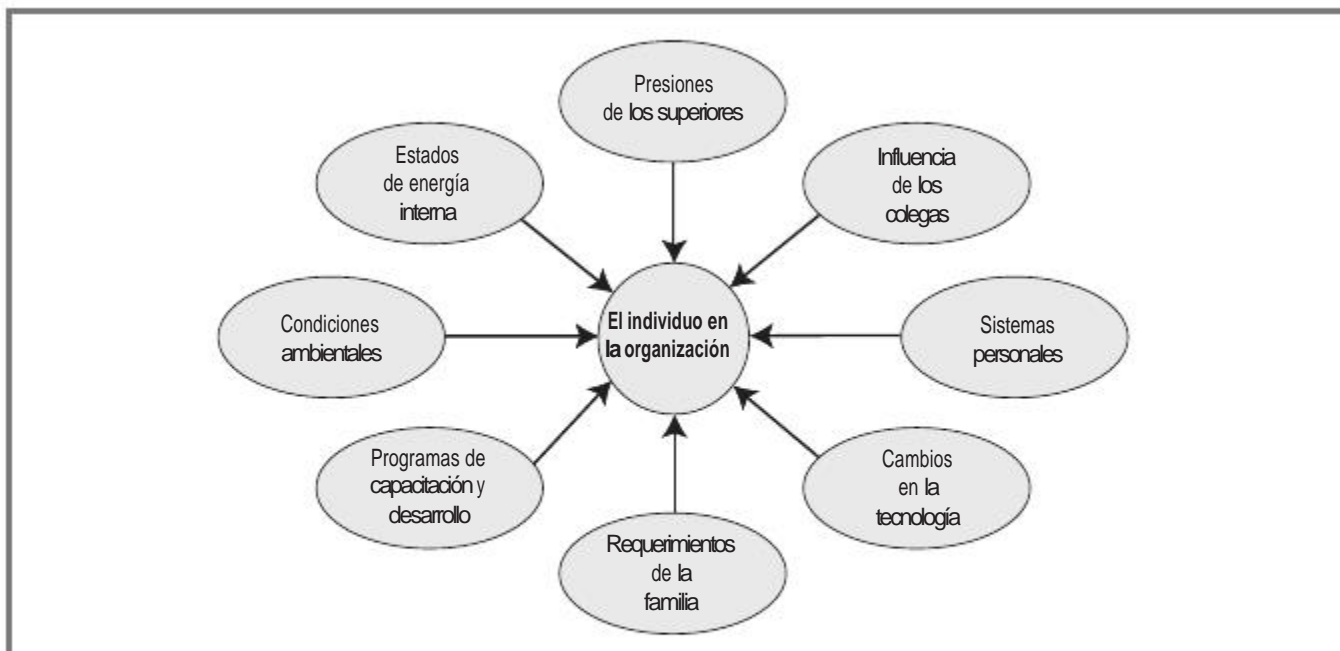 Presiones
de los superiores
Estados
de energía
interna
Influencia
de los
colegas
Condiciones
ambientales
El individuo en
la organización
Sistemas
personales
Programas de
capacitación y
desarrollo
Cambios
en la
tecnología
Requerimientos
de la
familia